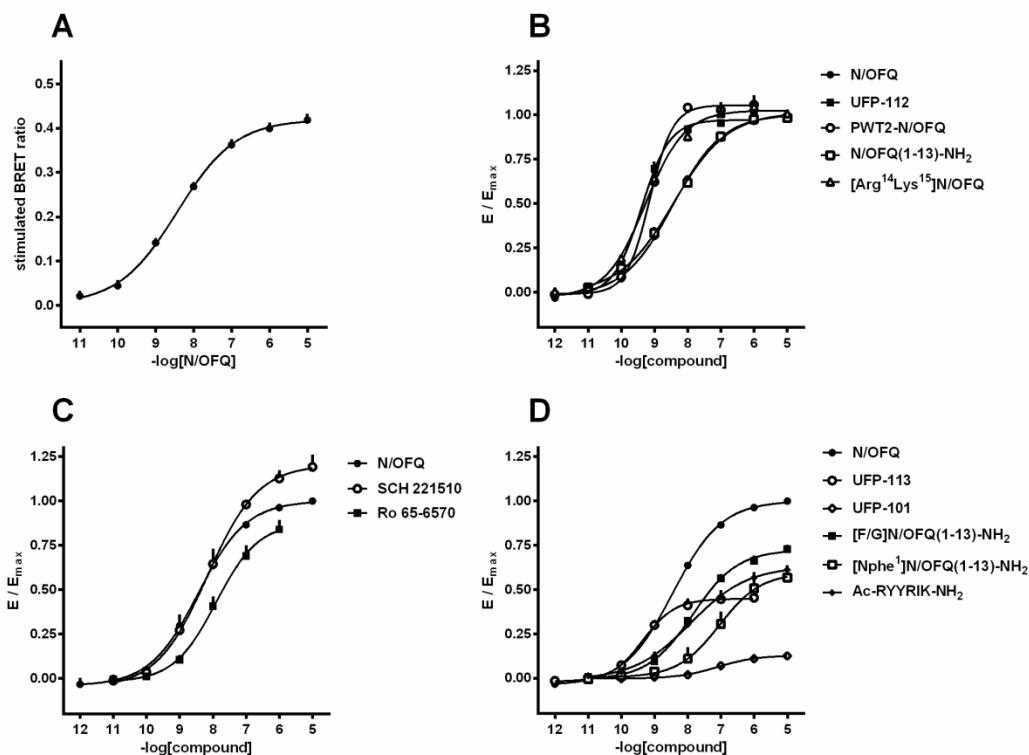 A
stimulated BRET ratio
0.5
0.4
0.3
0.2
0.1
0.0
11 10 9 8 7 6 5
-log[N/OFQ]
B
E / Emax
1.25
1.00
0.75
0.50
0.25
0.00
12 11 10 9 8 7 6 5
-log[compound]
N/OFQ
UFP-112
PWT2-N/OFQ
N/OFQ(1-13)-NH2
[Arg14Lys15]N/OFQ
C
E / Emax
1.25
1.00
0.75
0.50
0.25
0.00
12 11 10 9 8 7 6 5
-log[compound]
N/OFQ
SCH 221510
Ro 65-6570
D
E / Emax
1.25
1.00
0.75
0.50
0.25
0.00
12 11 10 9 8 7 6 5
-log[compound]
N/OFQ
UFP-113
UFP-101
[F/G]N/OFQ(1-13)-NH2
[Nphe1]N/OFQ(1-13)-NH2
Ac-RYYRIK-NH2